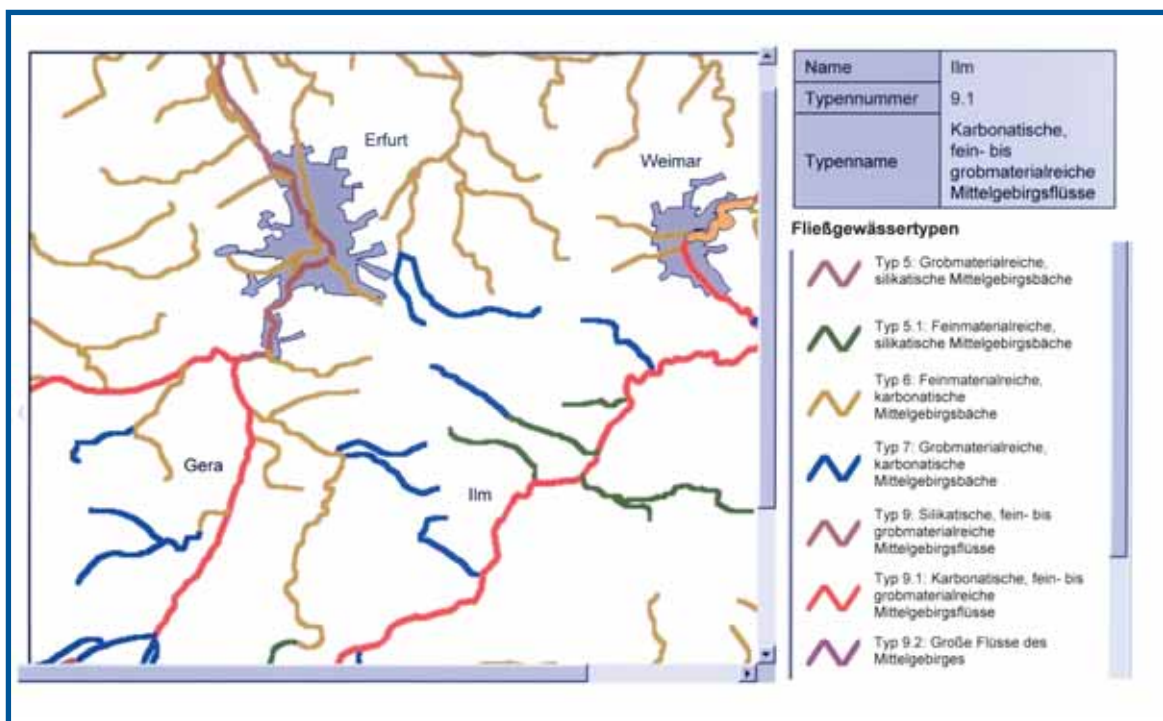 Erfurt
Weimar
Gera
Ilm
Name Ilm
Typennummer 9.1
Typenname Karbonatische,
fein- bis
grobmaterialreiche
Mittelgebirgsflüsse
Fließgewässertypen
Typ 5: Grobmaterialreiche,
silikatische Mittelgebirgsbäche
Typ 5.1: Feinmaterialreiche,
silikatische Mittelgebirgsbäche
Typ 6: Feinmaterialreiche,
karbonatische
Mittelgebirgsbäche
Typ 7: Grobmaterialreiche,
karbonatische
Mittelgebirgsbäche
Typ 9: Silikatische, fein- bis
grobmaterialreiche
Mittelgebirgsflüsse
Typ 9.1: Karbonatische, fein- bis
grobmaterialreiche
Mittelgebirgsflüsse
Typ 9.2: Große Flüsse des
Mittelgebirges